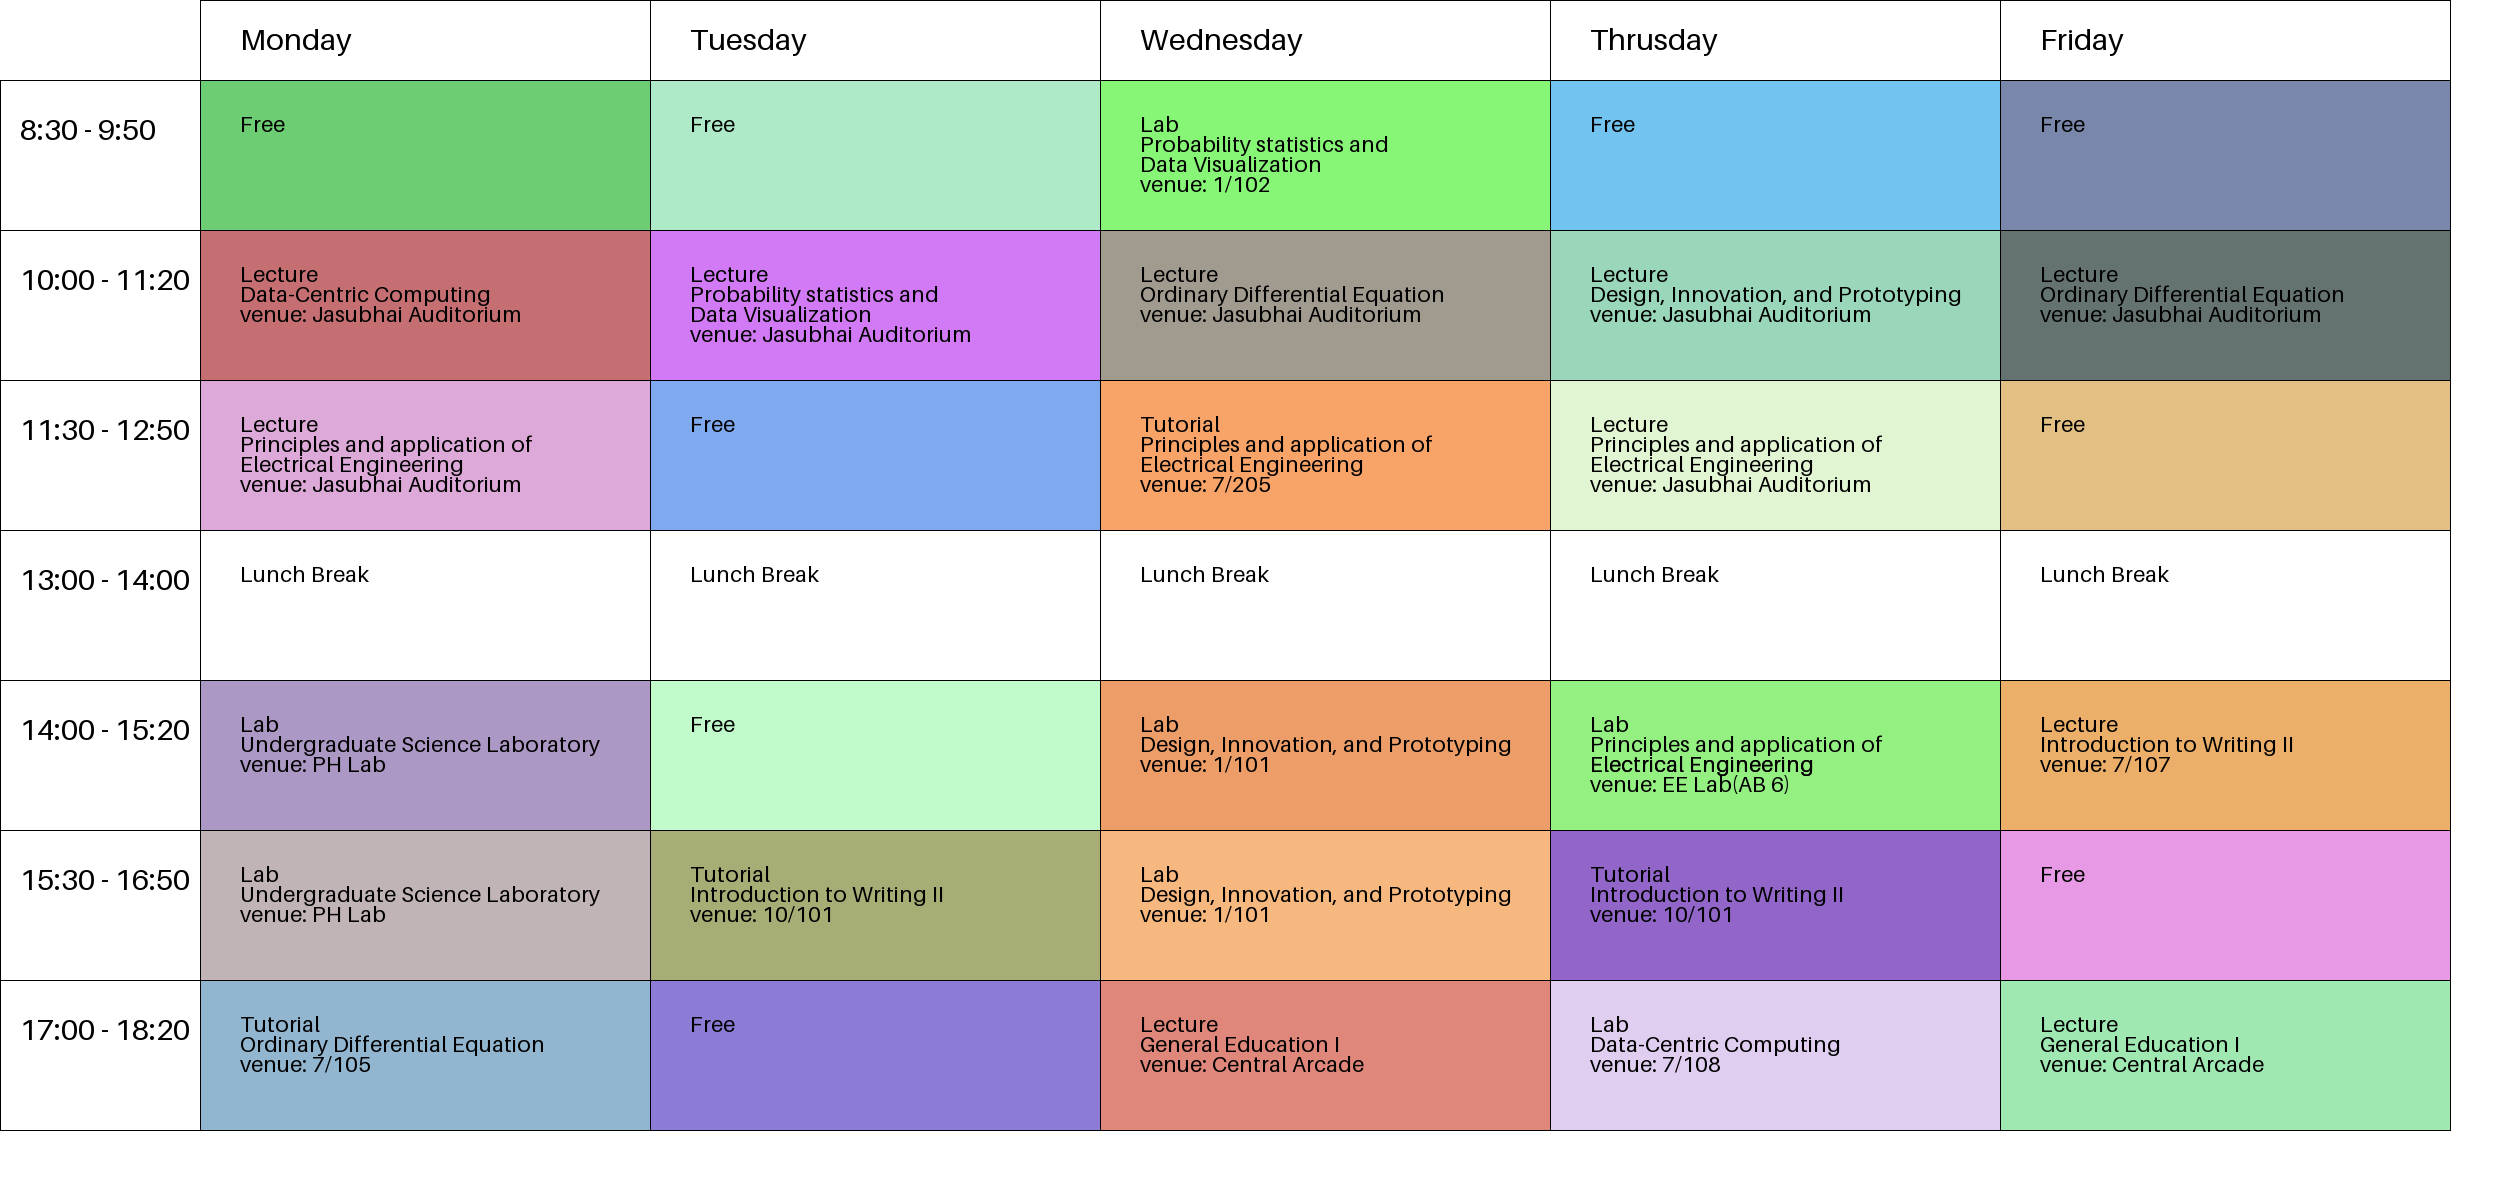 Monday
Tuesday
Wednesday
Thrusday
Friday
8:30 - 9:50
Free
Free
Lab
Probability statistics and
Data Visualization
venue: 1/102
Free
Free
10:00 - 11:20
Lecture
Data-Centric Computing
venue: Jasubhai Auditorium
Lecture
Probability statistics and
Data Visualization
venue: Jasubhai Auditorium
Lecture
Ordinary Differential Equation
venue: Jasubhai Auditorium
Lecture
Design, Innovation, and Prototyping
venue: Jasubhai Auditorium
Lecture
Ordinary Differential Equation
venue: Jasubhai Auditorium
11:30 - 12:50
Lecture
Principles and application of
Electrical Engineering
venue: Jasubhai Auditorium
Free
Tutorial
Principles and application of
Electrical Engineering
venue: 7/205
Lecture
Principles and application of
Electrical Engineering
venue: Jasubhai Auditorium
Free
13:00 - 14:00
Lunch Break
Lunch Break
Lunch Break
Lunch Break
Lunch Break
14:00 - 15:20
Lab
Undergraduate Science Laboratory
venue: PH Lab
Free
Lab
Design, Innovation, and Prototyping
venue: 1/101
Lab
Principles and application of
Electrical Engineering
venue: EE Lab(AB 6)
Lecture
Introduction to Writing II
venue: 7/107
15:30 - 16:50
Lab
Undergraduate Science Laboratory
venue: PH Lab
Tutorial
Introduction to Writing II
venue: 10/101
Lab
Design, Innovation, and Prototyping
venue: 1/101
Tutorial
Introduction to Writing II
venue: 10/101
Free
17:00 - 18:20
Tutorial
Ordinary Differential Equation
venue: 7/105
Free
Lecture
General Education I
venue: Central Arcade
Lab
Data-Centric Computing
venue: 7/108
Lecture
General Education I
venue: Central Arcade